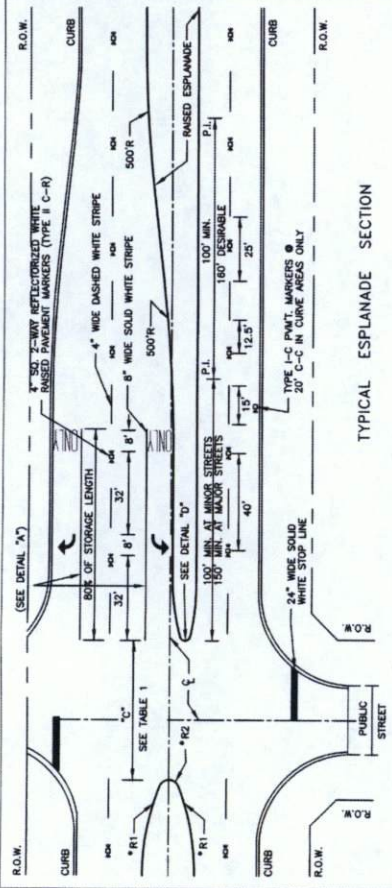 R.O.W.
CURB
R.O.W.
CURB
(SEE DETAIL "A")
4" SQ. 2-WAY REFLECTORIZED WHITE
RAISED PAVEMENT MARKERS (TYPE II C-R)
4" WIDE DASHED WHITE STRIPE
8" WIDE SOLID WHITE STRIPE
80% OF STORAGE LENGTH
ONLY
32'
8'
32'
8'
ONLY
500'R
500'R
RAISED ESPLANADE
"C"
SEE TABLE 1
*R1
*R2
*R1
℄
SEE DETAIL "D"
100' MIN. AT MINOR STREETS
150' MIN. AT MAJOR STREETS
P.I.
100' MIN.
160' DESIRABLE
P.I.
40'
15'
12.5'
25'
CURB
R.O.W.
R.O.W.
PUBLIC
STREET
R.O.W.
24" WIDE SOLID
WHITE STOP LINE
TYPE I-C PVM'T. MARKERS @
20' C-C IN CURVE AREAS ONLY
CURB
R.O.W.
TYPICAL ESPLANADE SECTION